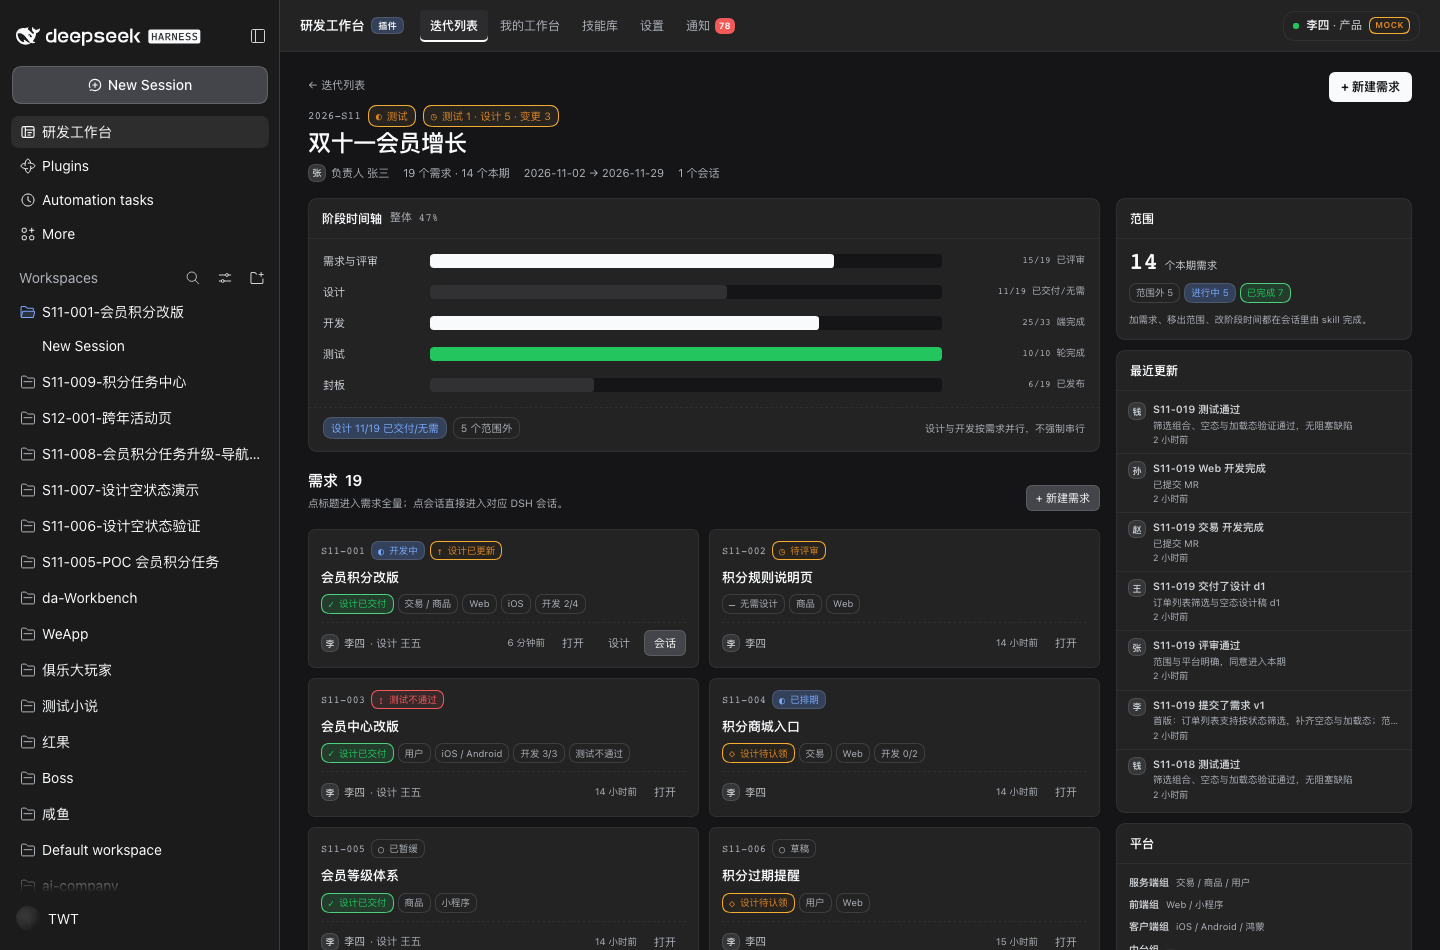 deepseek HARNESS
New Session
研发工作台
Plugins
Automation tasks
More
Workspaces
S11-001-会员积分改版
New Session
S11-009-积分任务中心
S12-001-跨年活动页
S11-008-会员积分任务升级-导航...
S11-007-设计空状态演示
S11-006-设计空状态验证
S11-005-POC 会员积分任务
da-Workbench
WeApp
俱乐大玩家
测试小说
红果
Boss
咸鱼
Default workspace
ai-company
TWT
研发工作台 插件 迭代列表 我的工作台 技能库 设置 通知 78
李四 · 产品 MOCK
← 迭代列表
+ 新建需求
2026-S11 测试 测试 1 · 设计 5 · 变更 3
双十一会员增长
张 负责人 张三 19 个需求 · 14 个本期 2026-11-02 → 2026-11-29 1 个会话
阶段时间轴 整体 47%
需求与评审 15/19 已评审
设计 11/19 已交付/无需
开发 25/33 端完成
测试 10/10 轮完成
封板 6/19 已发布
设计 11/19 已交付/无需 5 个范围外 设计与开发按需求并行，不强制串行
需求 19
点标题进入需求全量；点会话直接进入对应 DSH 会话。
+ 新建需求
S11-001 开发中 ↑ 设计已更新
会员积分改版
✓ 设计已交付 交易 / 商品 Web iOS 开发 2/4
李 李四 · 设计 王五 6 分钟前 打开 设计 会话
S11-002 待评审
积分规则说明页
— 无需设计 商品 Web
李 李四 14 小时前 打开
S11-003 ! 测试不通过
会员中心改版
✓ 设计已交付 用户 iOS / Android 开发 3/3 测试不通过
李 李四 · 设计 王五 14 小时前 打开
S11-004 已排期
积分商城入口
◇ 设计待认领 交易 Web 开发 0/2
李 李四 14 小时前 打开
S11-005 已暂缓
会员等级体系
✓ 设计已交付 商品 小程序
李 李四 · 设计 王五 14 小时前 打开
S11-006 草稿
积分过期提醒
◇ 设计待认领 用户 Web
李 李四 15 小时前 打开
范围
14 个本期需求
范围外 5 进行中 5 已完成 7
加需求、移出范围、改阶段时间都在会话里由 skill 完成。
最近更新
钱 S11-019 测试通过
筛选组合、空态与加载态验证通过，无阻塞缺陷
2 小时前
孙 S11-019 Web 开发完成
已提交 MR
2 小时前
赵 S11-019 交易 开发完成
已提交 MR
2 小时前
王 S11-019 交付了设计 d1
订单列表筛选与空态设计稿 d1
2 小时前
张 S11-019 评审通过
范围与平台明确，同意进入本期
2 小时前
李 S11-019 提交了需求 v1
首版：订单列表支持按状态筛选，补齐空态与加载态；范...
2 小时前
钱 S11-018 测试通过
筛选组合、空态与加载态验证通过，无阻塞缺陷
2 小时前
平台
服务端组 交易 / 商品 / 用户
前端组 Web / 小程序
客户端组 iOS / Android / 鸿蒙